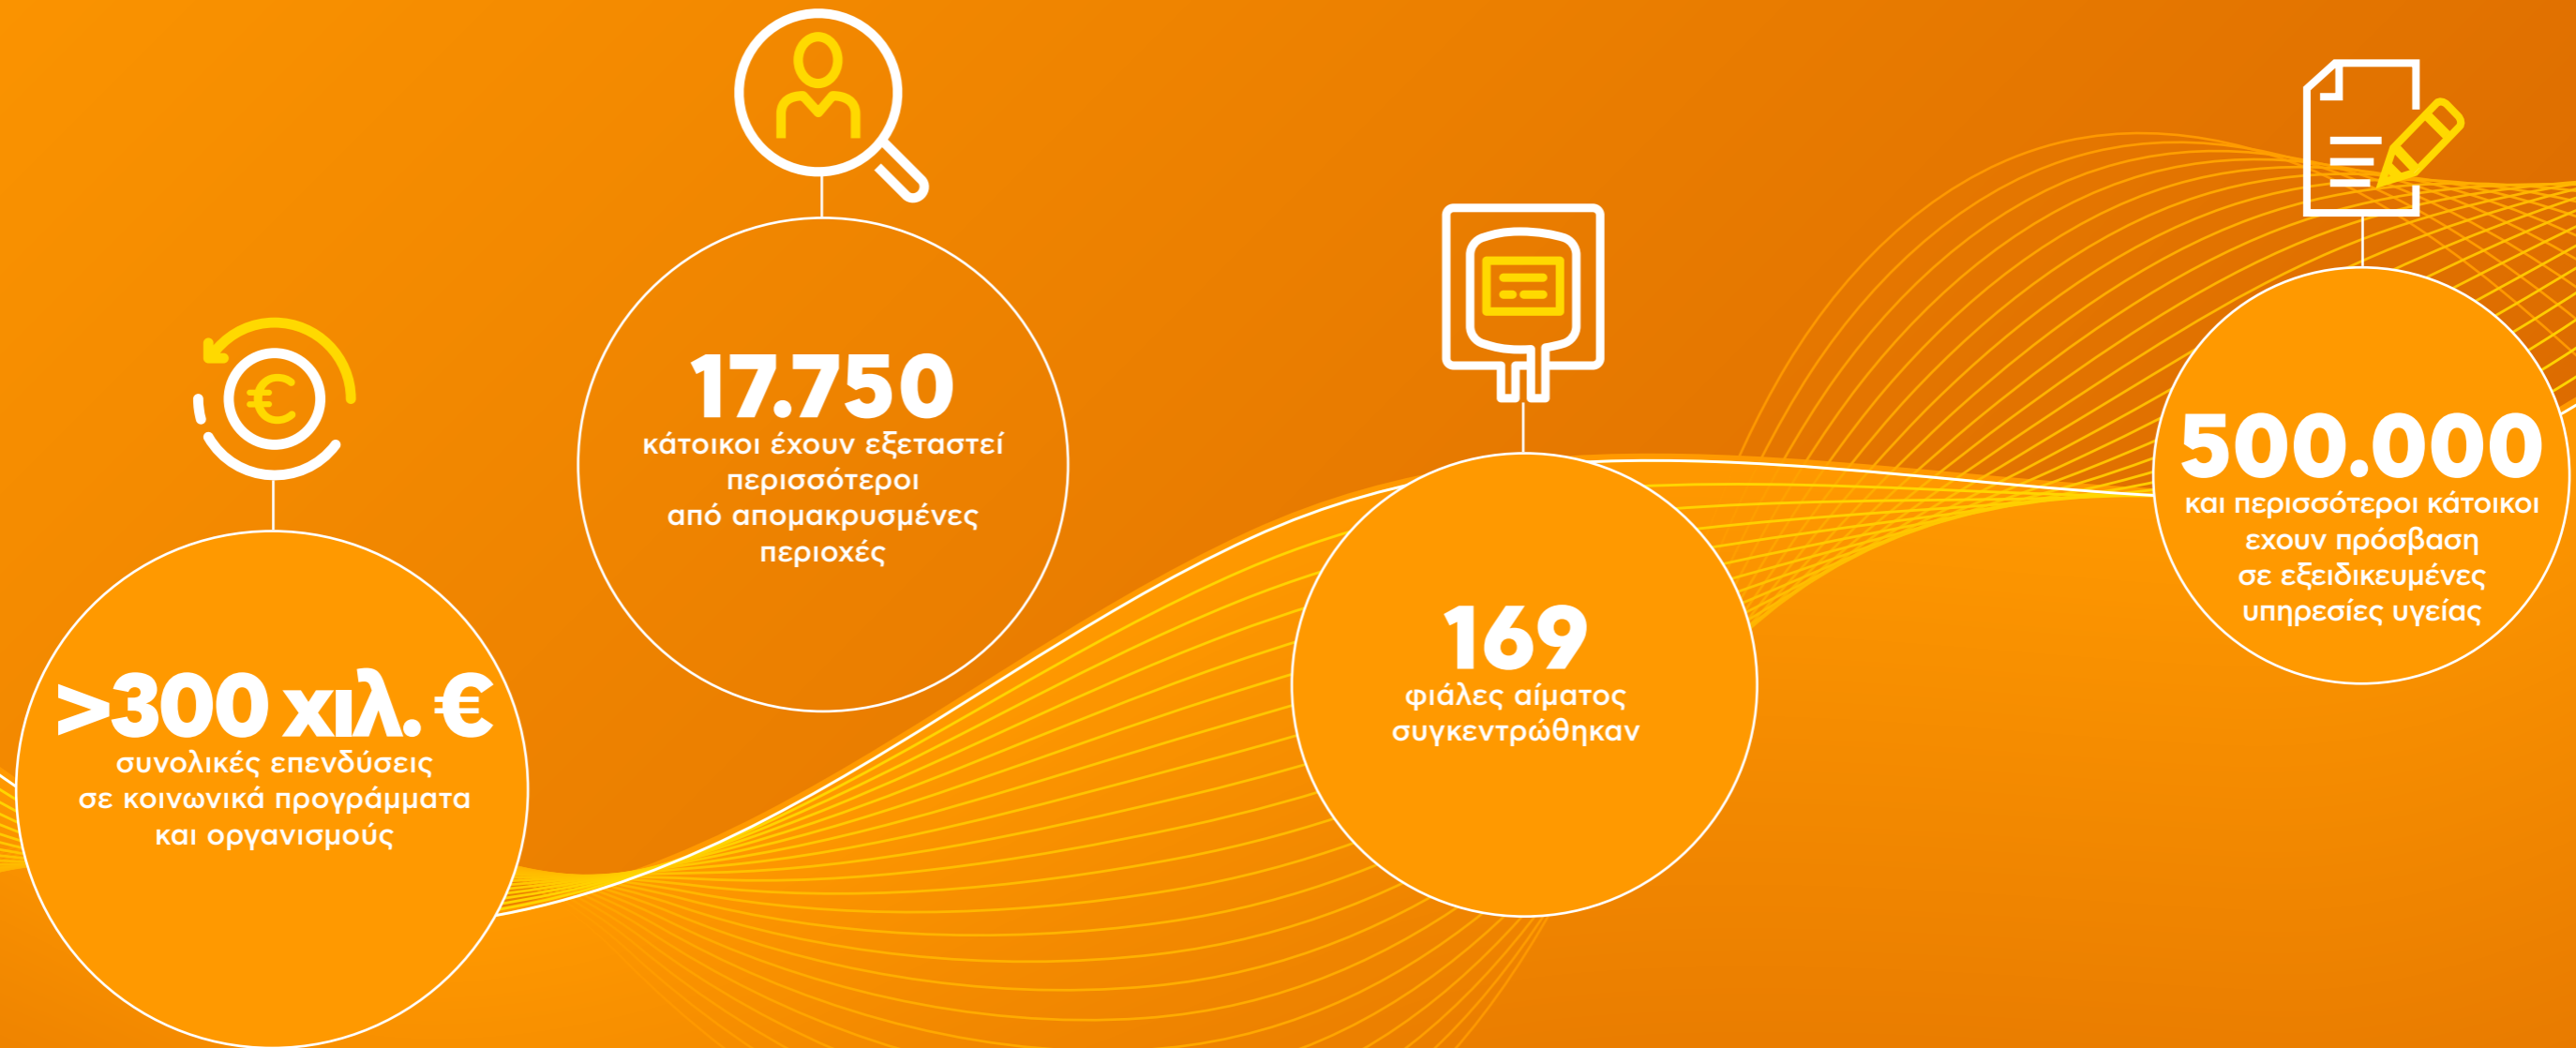 >300 χιλ. €
συνολικές επενδύσεις
σε κοινωνικά προγράμματα
και οργανισμούς
17.750
κάτοικοι έχουν εξεταστεί
περισσότεροι
από απομακρυσμένες
περιοχές
169
φιάλες αίματος
συγκεντρώθηκαν
500.000
και περισσότεροι κάτοικοι
εχουν πρόσβαση
σε εξειδικευμένες
υπηρεσίες υγείας